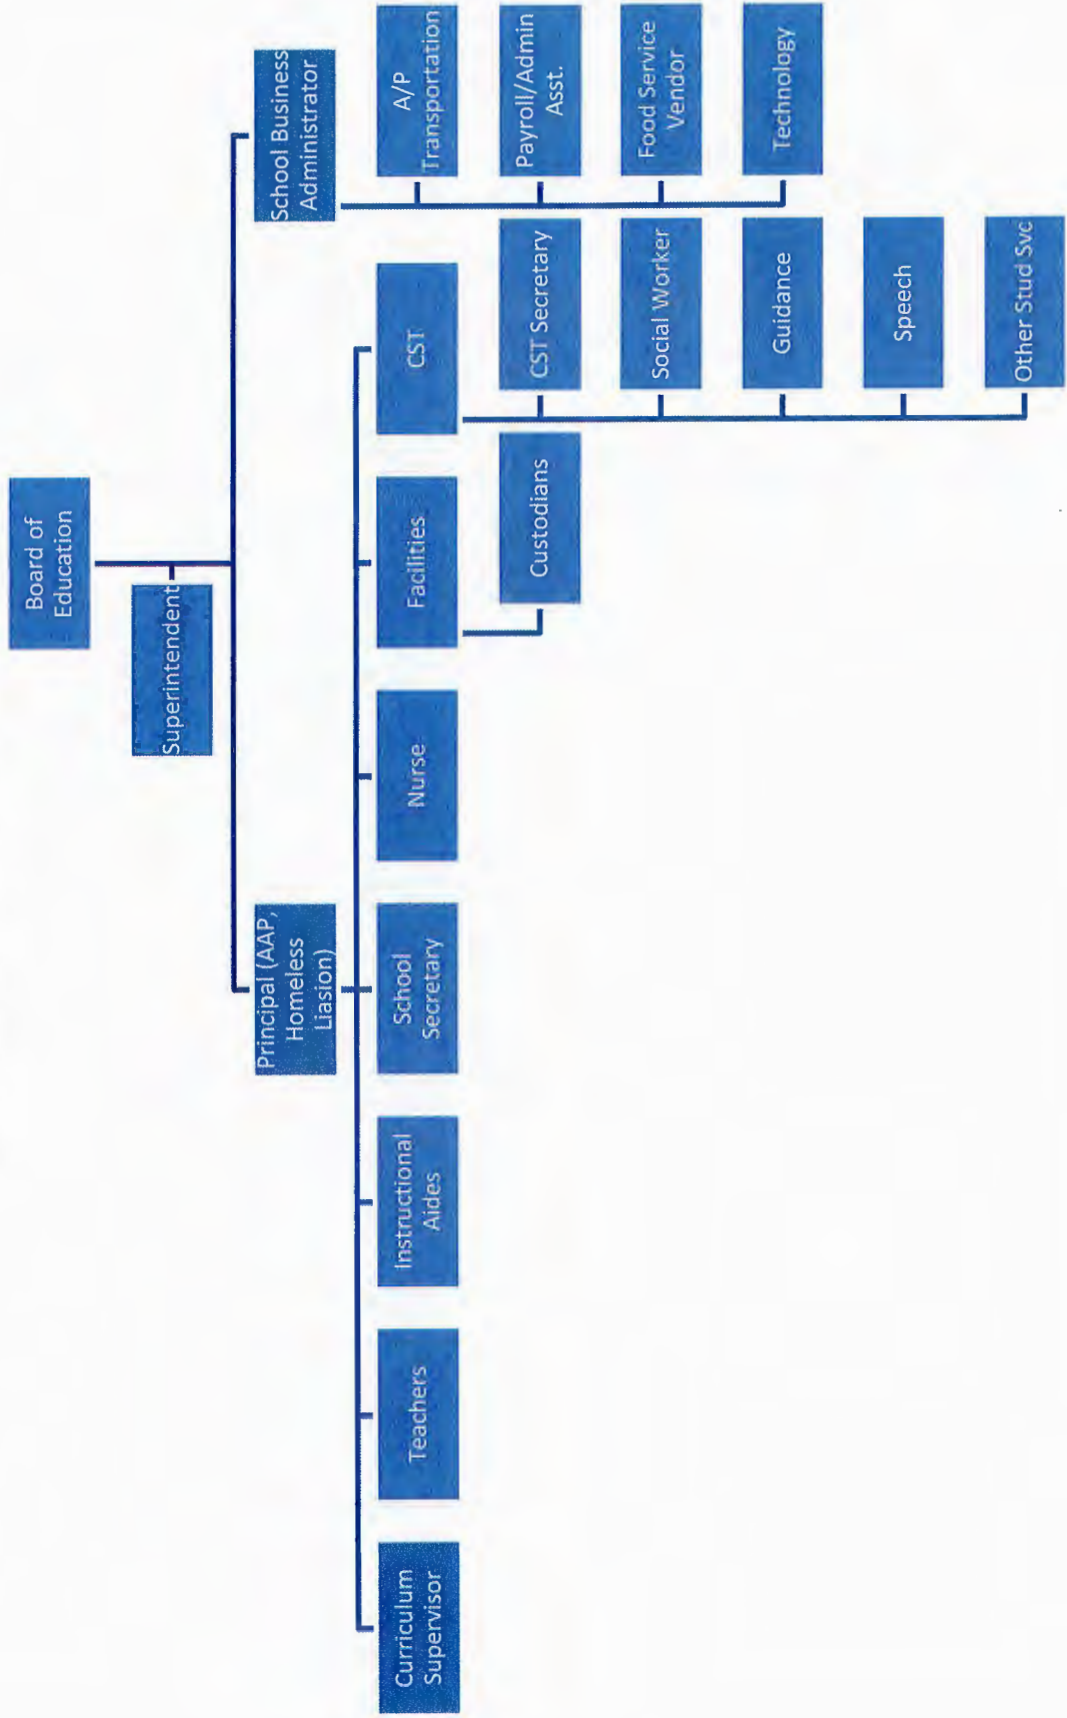 Board of
Education
Superintendent
Principal (AAP,
Homeless
Liasion)
School Business
Administrator
Curriculum
Supervisor
Teachers
Instructional
Aides
School
Secretary
Nurse
Facilities
Custodians
CST
CST Secretary
Social Worker
Guidance
Speech
Other Stud Svc
A/P
Transportation
Payroll/Admin
Asst.
Food Service
Vendor
Technology